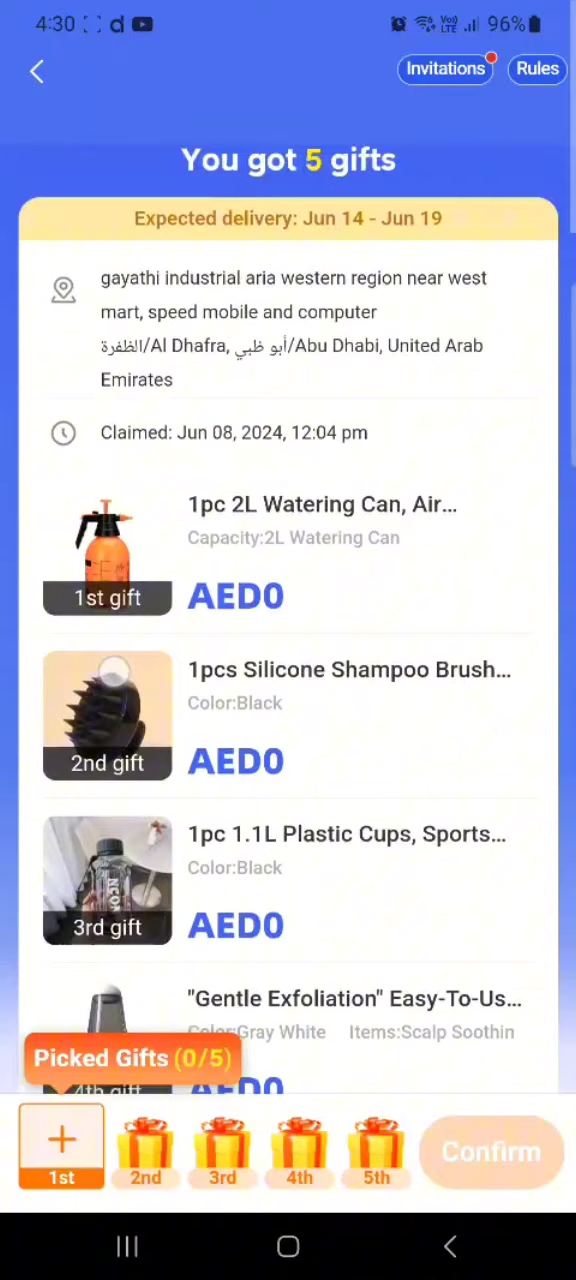 4:30
Vo))
LTE
96%
Invitations
Rules
You got 5 gifts
Expected delivery: Jun 14 - Jun 19
gayathi industrial aria western region near west
mart, speed mobile and computer
الظفرة/Al Dhafra, أبو ظبي/Abu Dhabi, United Arab
Emirates
Claimed: Jun 08, 2024, 12:04 pm
1pc 2L Watering Can, Air...
Capacity:2L Watering Can
1st gift
AED0
1pcs Silicone Shampoo Brush...
Color:Black
2nd gift
AED0
1pc 1.1L Plastic Cups, Sports...
Color:Black
3rd gift
AED0
"Gentle Exfoliation" Easy-To-Us...
Color:Gray White Items:Scalp Soothin
4th gift
AED0
Picked Gifts (0/5)
1st
2nd
3rd
4th
5th
Confirm